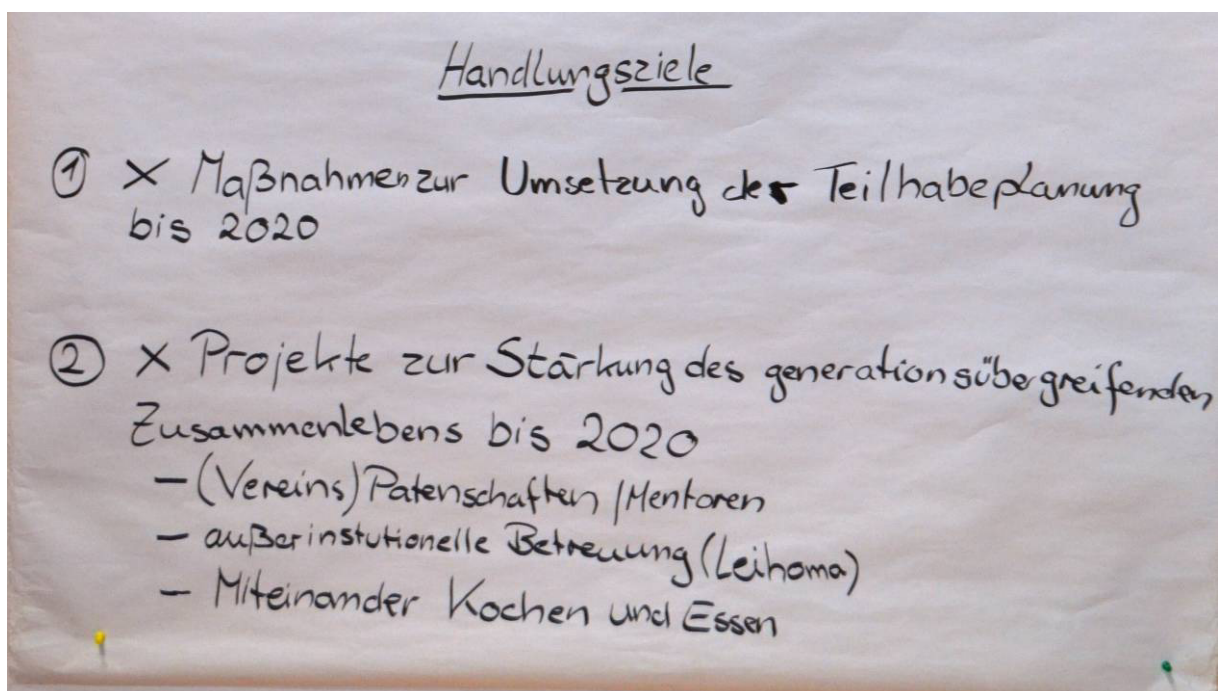 Handlungsziele
① X Maßnahmen zur Umsetzung der Teilhabeplanung
bis 2020
② X Projekte zur Stärkung des generationsübergreifenden
Zusammenlebens bis 2020
- (Vereins) Patenschaften / Mentoren
- außerinstutionelle Betreuung (Leihoma)
- Miteinander Kochen und Essen